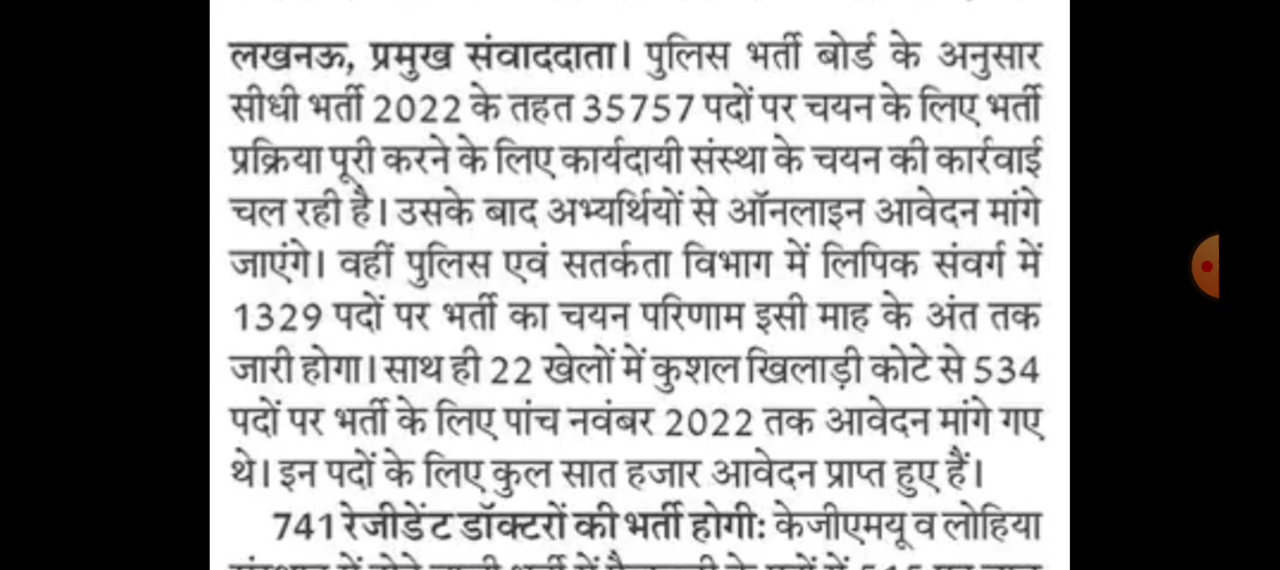 लखनऊ, प्रमुख संवाददाता। पुलिस भर्ती बोर्ड के अनुसार
सीधी भर्ती 2022 के तहत 35757 पदों पर चयन के लिए भर्ती
प्रक्रिया पूरी करने के लिए कार्यदायी संस्था के चयन की कार्रवाई
चल रही है। उसके बाद अभ्यर्थियों से ऑनलाइन आवेदन मांगे
जाएंगे। वहीं पुलिस एवं सतर्कता विभाग में लिपिक संवर्ग में
1329 पदों पर भर्ती का चयन परिणाम इसी माह के अंत तक
जारी होगा। साथ ही 22 खेलों में कुशल खिलाड़ी कोटे से 534
पदों पर भर्ती के लिए पांच नवंबर 2022 तक आवेदन मांगे गए
थे। इन पदों के लिए कुल सात हजार आवेदन प्राप्त हुए हैं।
741 रेजीडेंट डॉक्टरों की भर्ती होगी: केजीएमयू व लोहिया